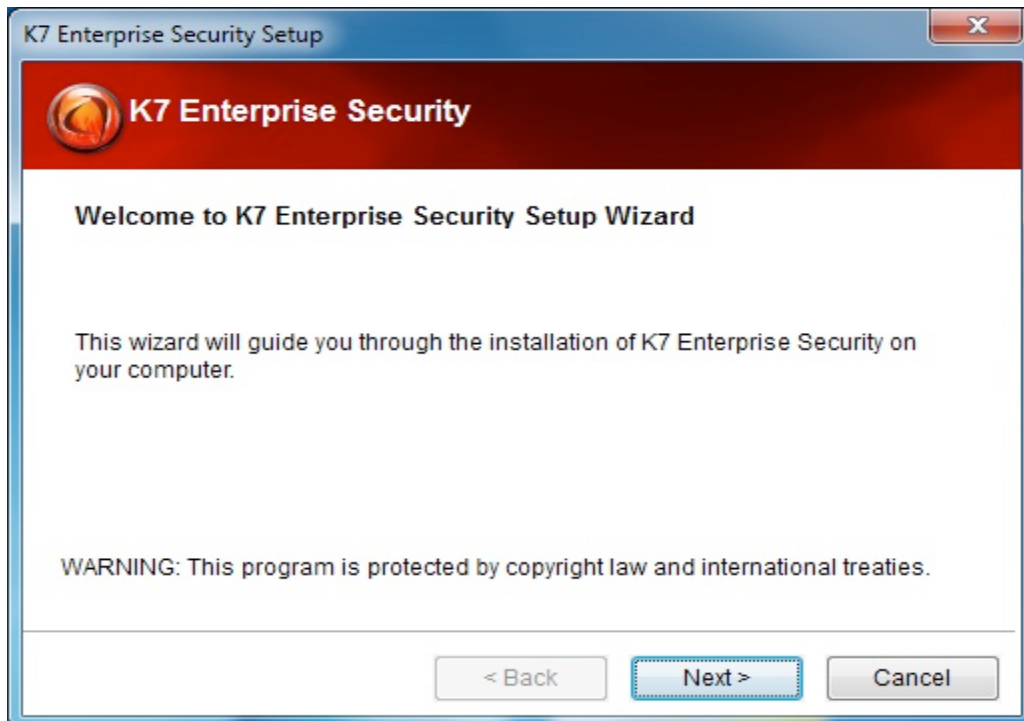 K7 Enterprise Security Setup
K7 Enterprise Security
Welcome to K7 Enterprise Security Setup Wizard
This wizard will guide you through the installation of K7 Enterprise Security on
your computer.
WARNING: This program is protected by copyright law and international treaties.
< Back
Next >
Cancel